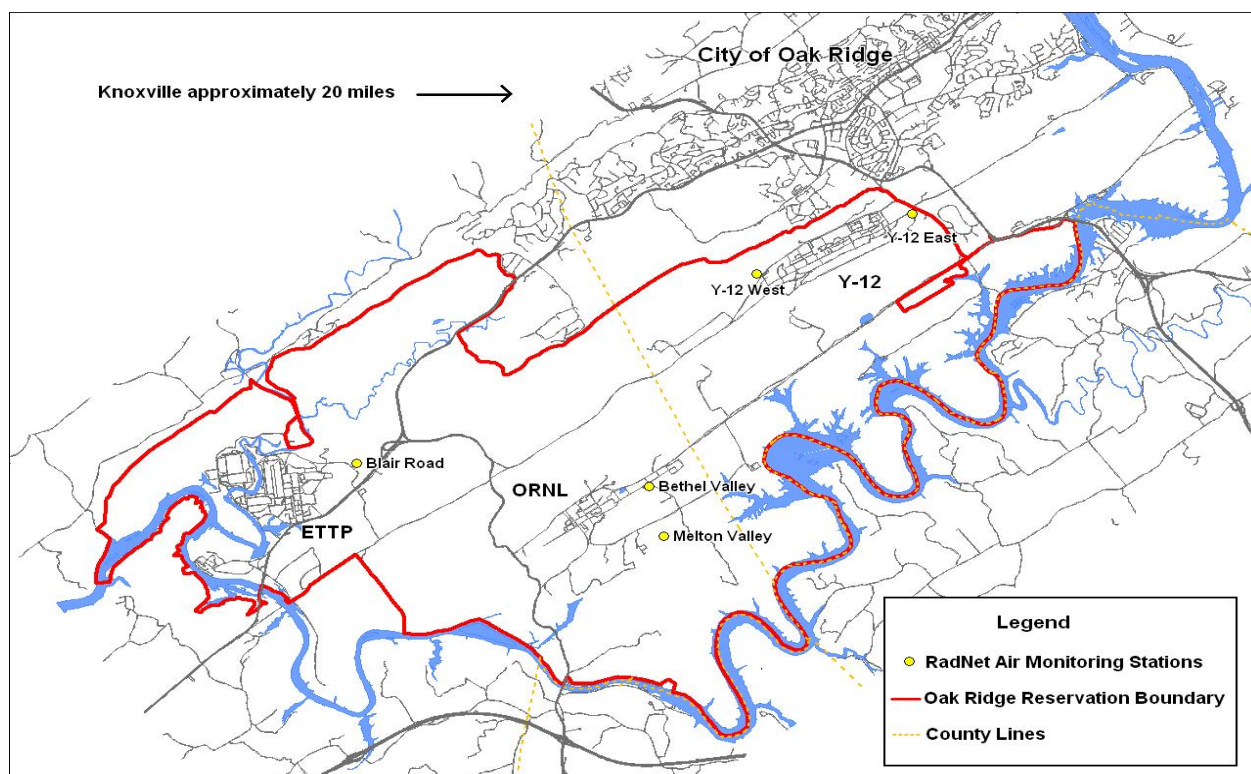 City of Oak Ridge
Knoxville approximately 20 miles
Y-12 East
Y-12 West
Y-12
Blair Road
ORNL
Bethel Valley
ETTP
Melton Valley
Legend
RadNet Air Monitoring Stations
Oak Ridge Reservation Boundary
County Lines